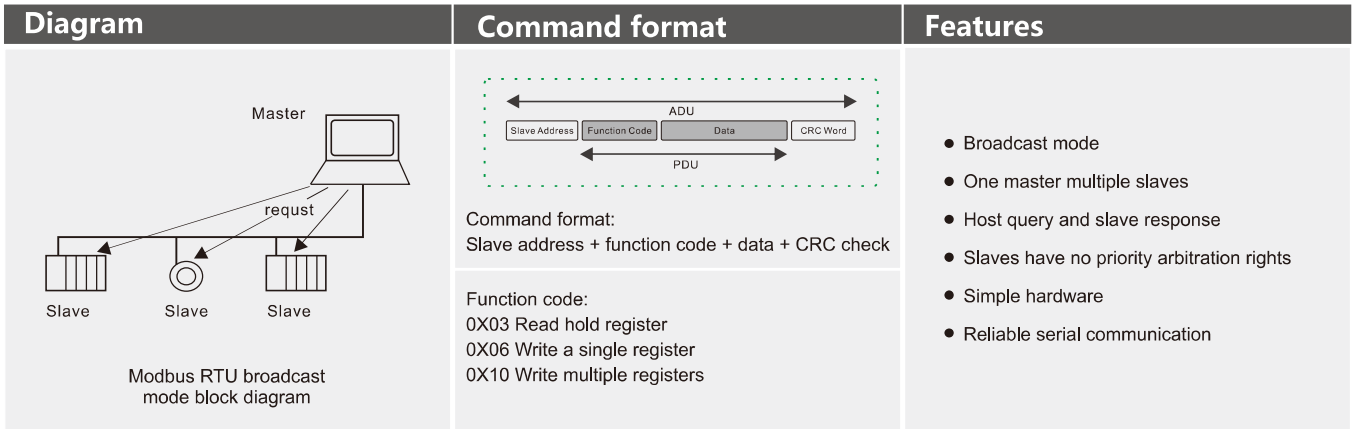 Diagram
Master
requst
Slave
Slave
Slave
Modbus RTU broadcast
mode block diagram
Command format
ADU
Slave Address
Function Code
Data
CRC Word
PDU
Command format:
Slave address + function code + data + CRC check
Function code:
0X03 Read hold register
0X06 Write a single register
0X10 Write multiple registers
Features
● Broadcast mode
● One master multiple slaves
● Host query and slave response
● Slaves have no priority arbitration rights
● Simple hardware
● Reliable serial communication